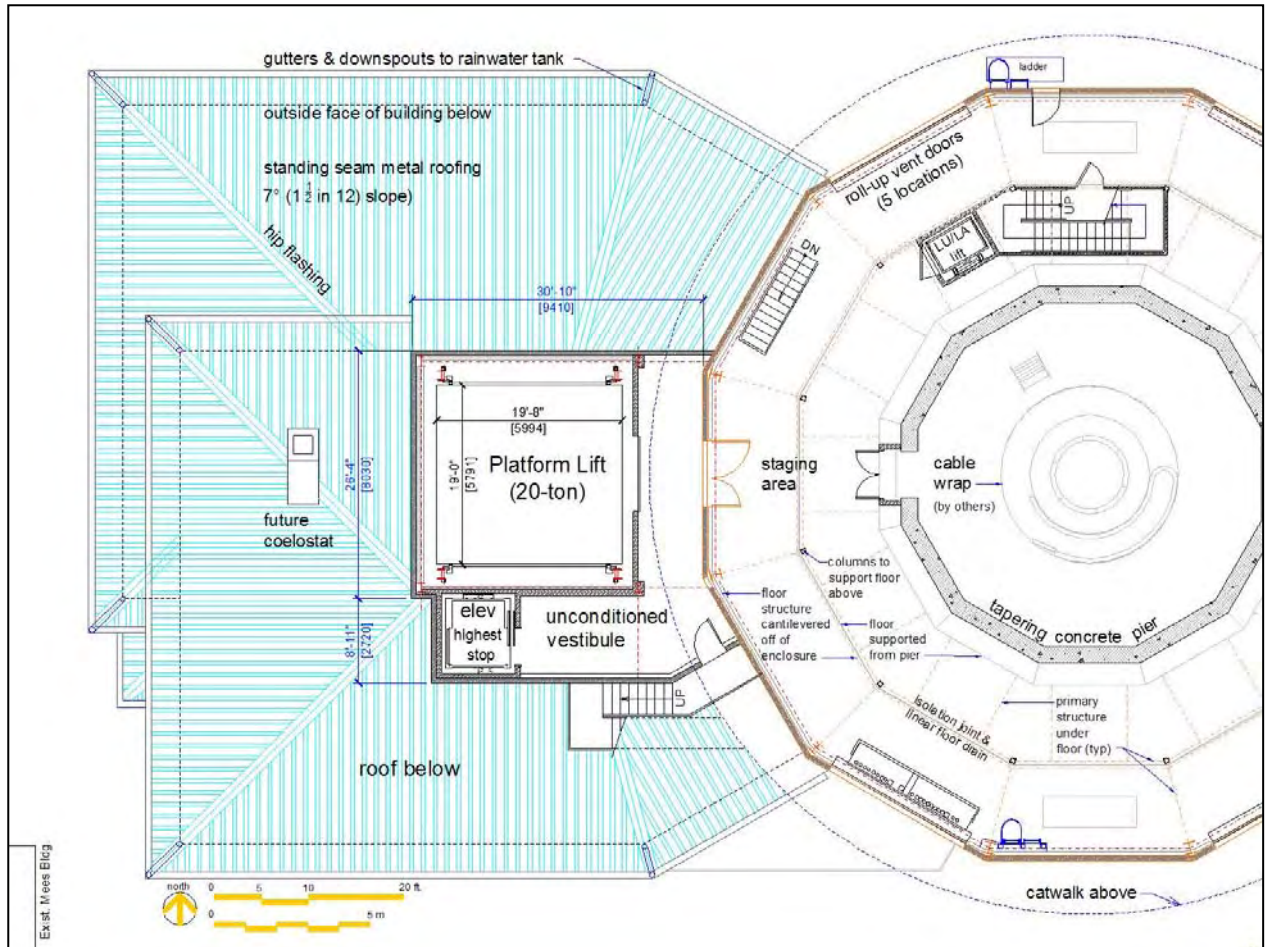 gutters & downspouts to rainwater tank
outside face of building below
standing seam metal roofing
7° (1 1/2 in 12) slope)
hip flashing
ladder
roll-up vent doors
(5 locations)
UP
LU/LA
lift
DN
30'-10"
[9410]
19'-8"
[5994]
19'-0"
[5791]
Platform Lift
(20-ton)
26'-4"
[8030]
8'-11"
[2720]
future
coelostat
staging
area
cable
wrap
(by others)
elev
highest
stop
unconditioned
vestibule
UP
columns to
support floor
above
floor
structure
cantilevered
off of
enclosure
floor
supported
from pier
tapering concrete pier
isolation joint &
linear floor drain
primary
structure
under
floor (typ)
roof below
catwalk above
north
0 5 10 20 ft.
0 5 m
Exist. Mees Bldg